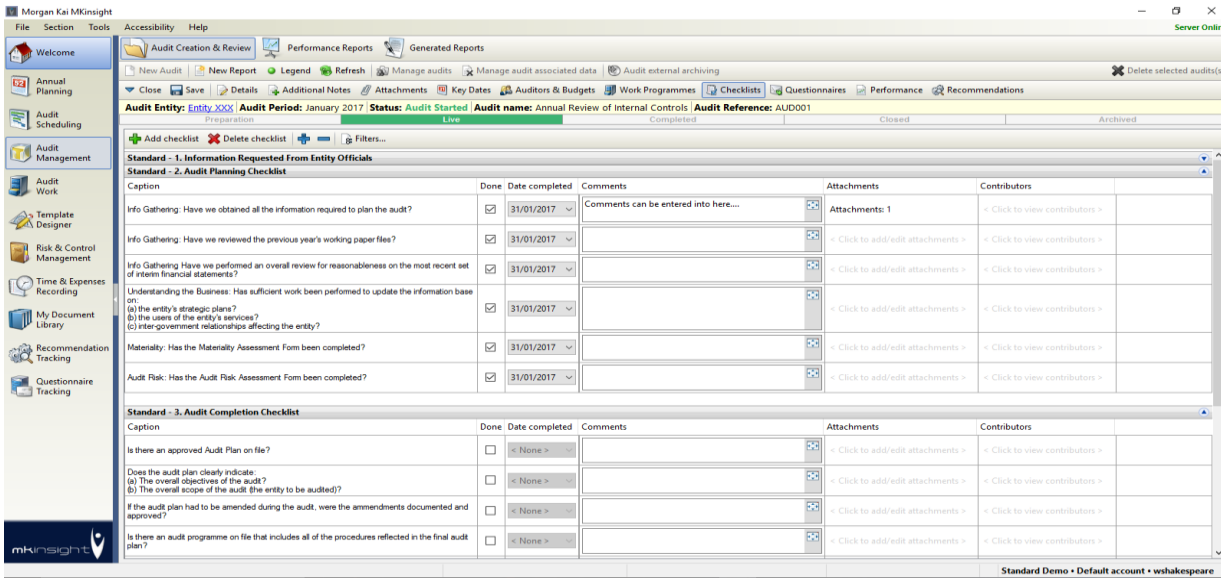 Morgan Kai MKinsight
File Section Tools Accessibility Help
Server Onlin
Welcome
Annual Planning
Audit Scheduling
Audit Management
Audit Work
Template Designer
Risk & Control Management
Time & Expenses Recording
My Document Library
Recommendation Tracking
Questionnaire Tracking
mkinsight
Audit Creation & Review Performance Reports Generated Reports
New Audit New Report Legend Refresh Manage audits Manage audit associated data Audit external archiving Delete selected audits(s
Close Save Details Additional Notes Attachments Key Dates Auditors & Budgets Work Programmes Checklists Questionnaires Performance Recommendations
Audit Entity: Entity XXX Audit Period: January 2017 Status: Audit Started Audit name: Annual Review of Internal Controls Audit Reference: AUD001
Preparation Live Completed Closed Archived
Add checklist Delete checklist Filters...
Standard - 1. Information Requested From Entity Officials
Standard - 2. Audit Planning Checklist
Caption Done Date completed Comments Attachments Contributors
Info Gathering: Have we obtained all the information required to plan the audit? 31/01/2017 Comments can be entered into here.... Attachments: 1 < Click to view contributors >
Info Gathering: Have we reviewed the previous year's working paper files? 31/01/2017 < Click to add/edit attachments > < Click to view contributors >
Info Gathering Have we performed an overall review for reasonableness on the most recent set
of interim financial statements? 31/01/2017 < Click to add/edit attachments > < Click to view contributors >
Understanding the Business: Has sufficient work been performed to update the information base
on:
(a) the entity's strategic plans?
(b) the users of the entity's services?
(c) inter-government relationships affecting the entity? 31/01/2017 < Click to add/edit attachments > < Click to view contributors >
Materiality: Has the Materiality Assessment Form been completed? 31/01/2017 < Click to add/edit attachments > < Click to view contributors >
Audit Risk: Has the Audit Risk Assessment Form been completed? 31/01/2017 < Click to add/edit attachments > < Click to view contributors >
Standard - 3. Audit Completion Checklist
Caption Done Date completed Comments Attachments Contributors
Is there an approved Audit Plan on file? < None > < Click to add/edit attachments > < Click to view contributors >
Does the audit plan clearly indicate:
(a) The overall objectives of the audit?
(b) The overall scope of the audit (the entity to be audited)? < None > < Click to add/edit attachments > < Click to view contributors >
If the audit plan had to be amended during the audit, were the ammendments documented and
approved? < None > < Click to add/edit attachments > < Click to view contributors >
Is there an audit programme on file that includes all of the procedures reflected in the final audit
plan? < None > < Click to add/edit attachments > < Click to view contributors >
Standard Demo • Default account • wshakespeare